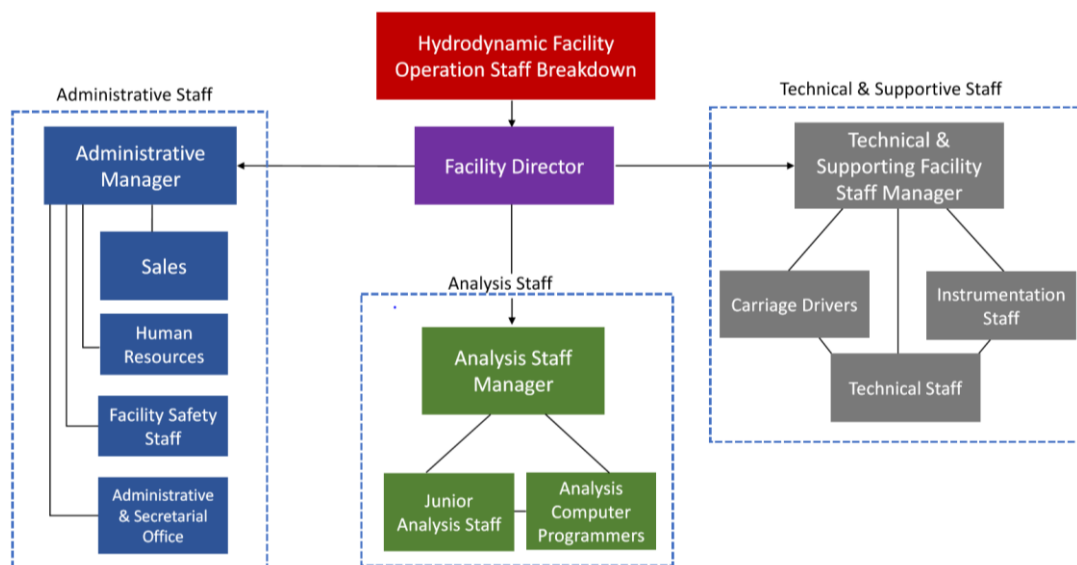 Hydrodynamic Facility
Operation Staff Breakdown
Administrative Staff
Technical & Supportive Staff
Administrative
Manager
Facility Director
Technical &
Supporting Facility
Staff Manager
Sales
Analysis Staff
Carriage Drivers
Instrumentation
Staff
Human
Resources
Analysis Staff
Manager
Technical Staff
Facility Safety
Staff
Administrative
& Secretarial
Office
Junior
Analysis Staff
Analysis
Computer
Programmers